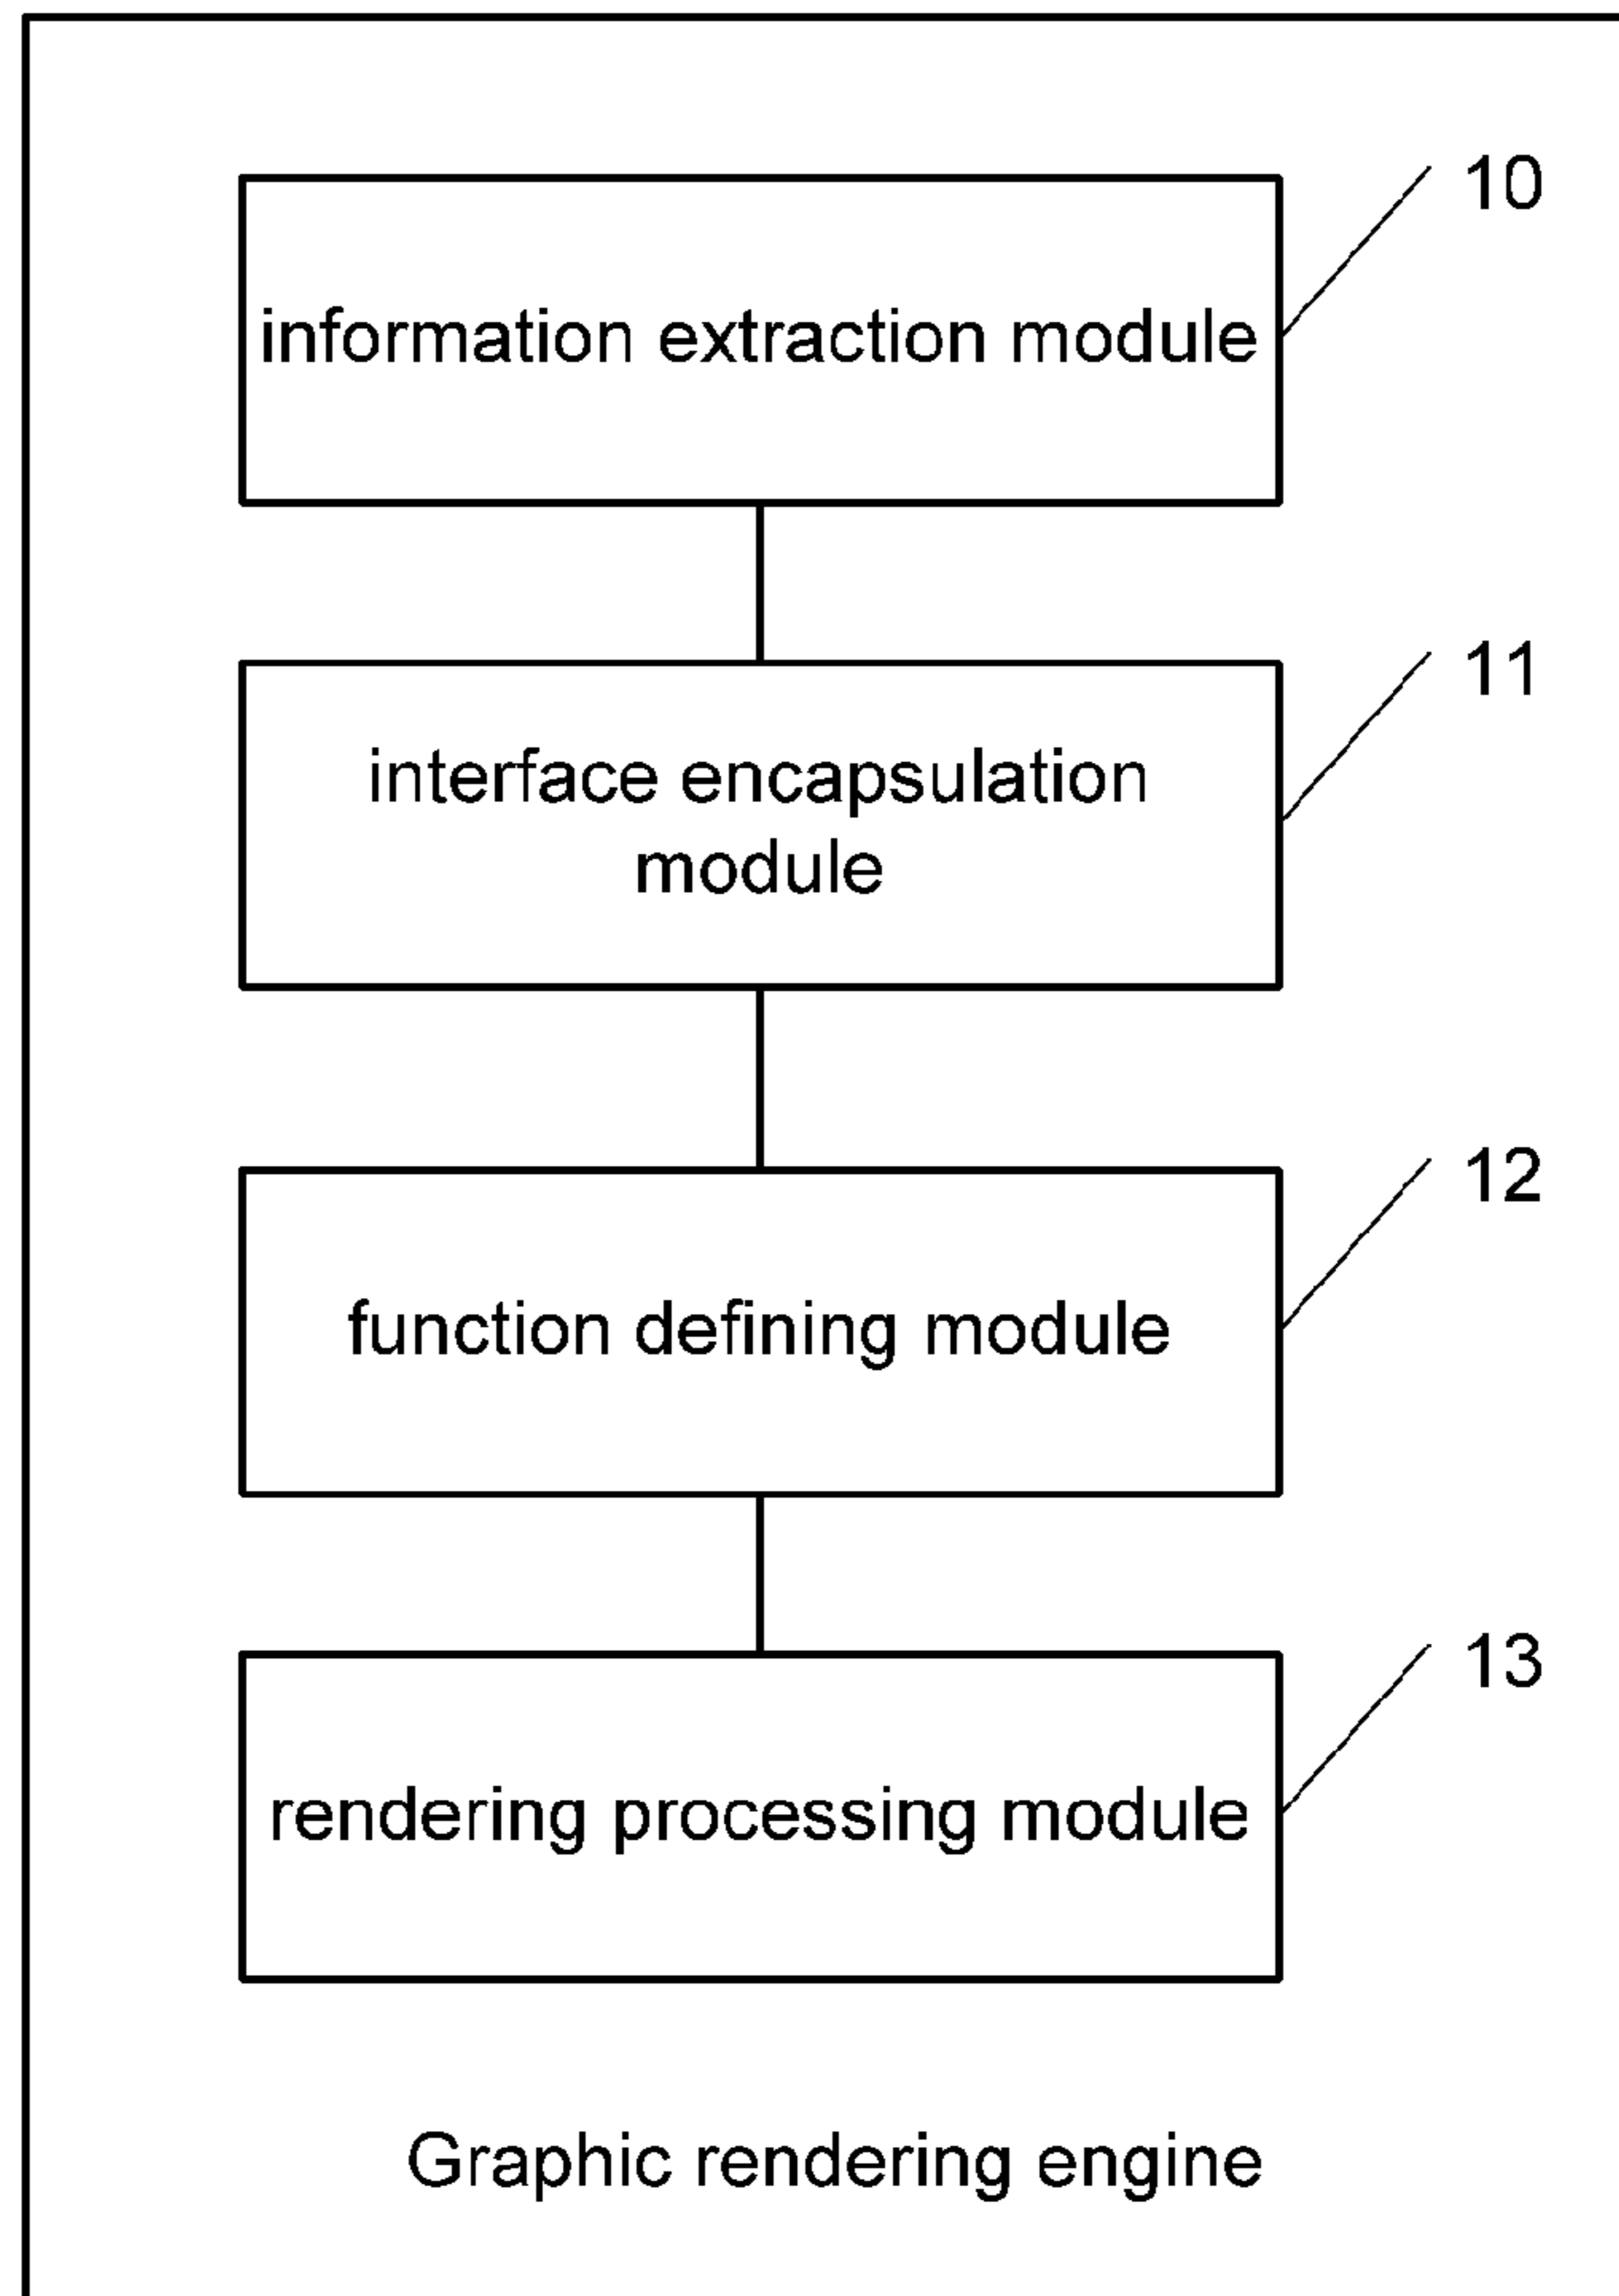 10
information extraction module
11
interface encapsulation
module
12
function defining module
13
rendering processing module
Graphic rendering engine